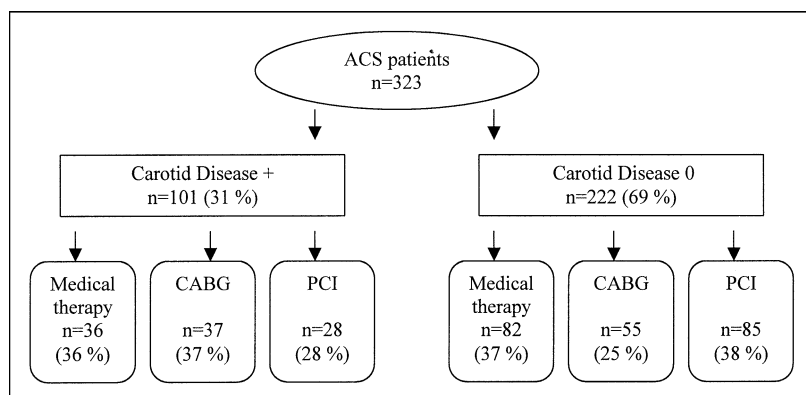 ACS patients
n=323
Carotid Disease +
n=101 (31 %)
Carotid Disease 0
n=222 (69 %)
Medical
therapy
n=36
(36 %)
CABG
n=37
(37 %)
PCI
n=28
(28 %)
Medical
therapy
n=82
(37 %)
CABG
n=55
(25 %)
PCI
n=85
(38 %)